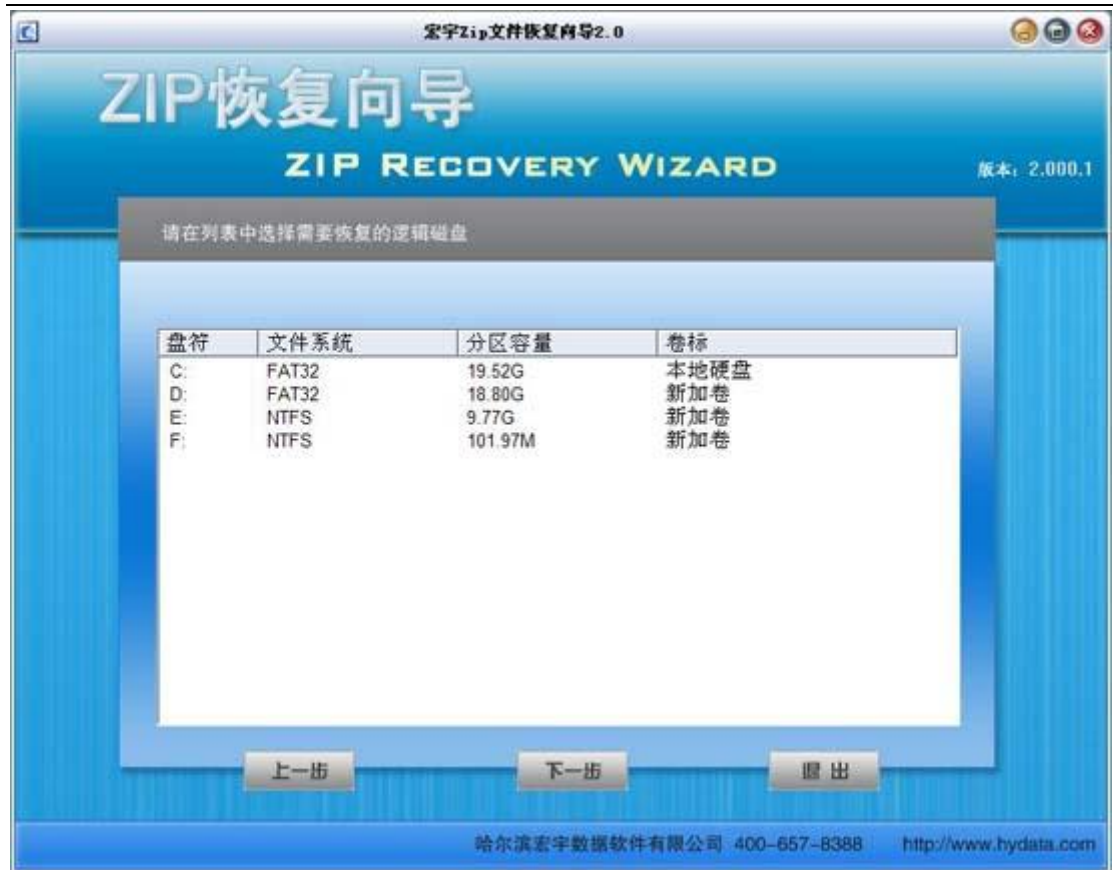 宏宇Zip文件恢复向导2.0
ZIP恢复向导
ZIP RECOVERY WIZARD
版本: 2.000.1
请在列表中选择需要恢复的逻辑磁盘
盘符 文件系统 分区容量 卷标
C: FAT32 19.52G 本地硬盘
D: FAT32 18.80G 新加卷
E: NTFS 9.77G 新加卷
F: NTFS 101.97M 新加卷
上一步 下一步 退出
哈尔滨宏宇数据软件有限公司 400-657-8388 http://www.hydata.com